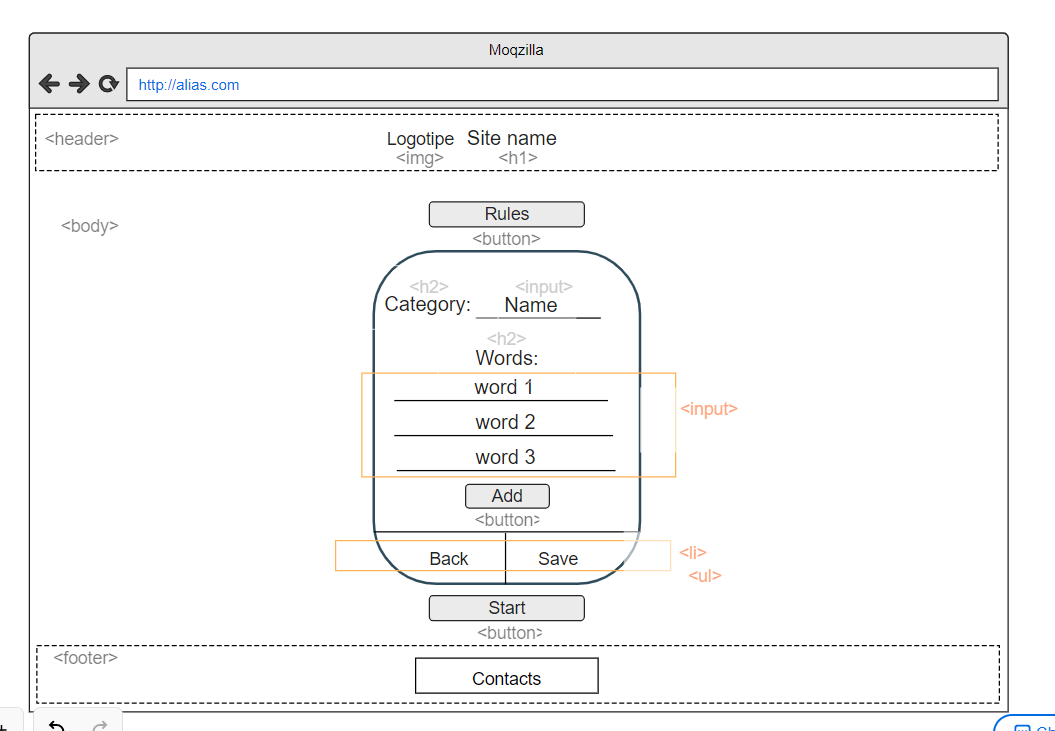 Moqzilla
http://alias.com
<header>
Logotipe Site name
<img> <h1>
Rules
<body>
<button>
<h2> <input>
Category: Name
<h2>
Words:
word 1
<input>
word 2
word 3
Add
<button>
<li>
Back Save
<ul>
Start
<button>
<footer>
Contacts